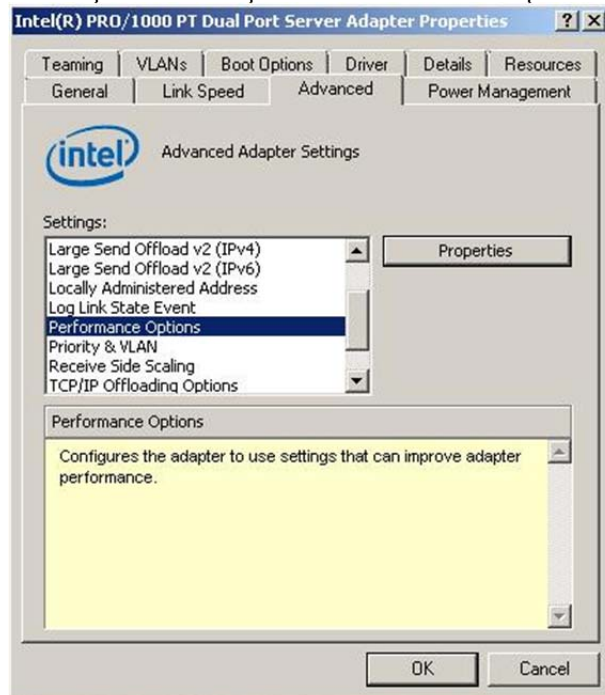 Intel(R) PRO/1000 PT Dual Port Server Adapter Properties ? X
Teaming VLANs Boot Options Driver Details Resources
General Link Speed Advanced Power Management
intel Advanced Adapter Settings
Settings:
Large Send Offload v2 (IPv4)
Properties
Large Send Offload v2 (IPv6)
Locally Administered Address
Log Link State Event
Performance Options
Priority & VLAN
Receive Side Scaling
TCP/IP Offloading Options
Performance Options
Configures the adapter to use settings that can improve adapter
performance.
OK Cancel